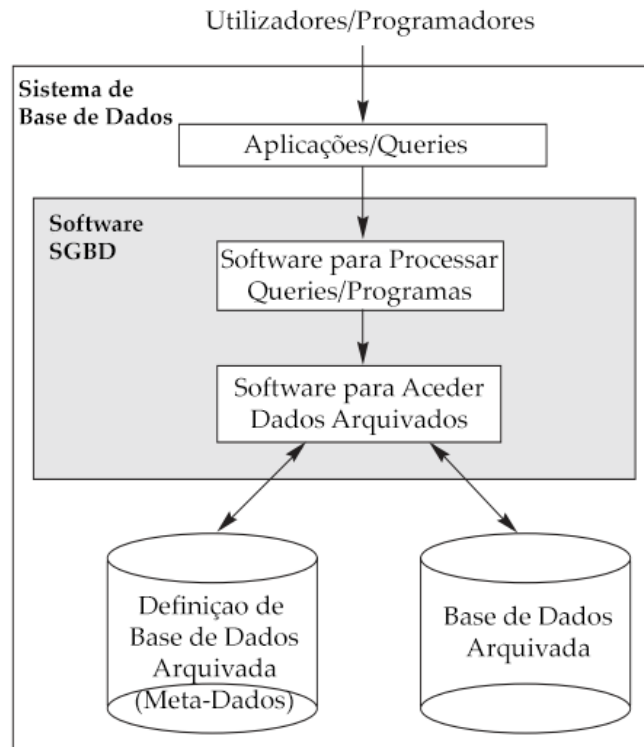 Utilizadores/Programadores
Sistema de
Base de Dados
Aplicações/Queries
Software
SGBD
Software para Processar
Queries/Programas
Software para Aceder
Dados Arquivados
Definiçao de
Base de Dados
Arquivada
(Meta-Dados)
Base de Dados
Arquivada